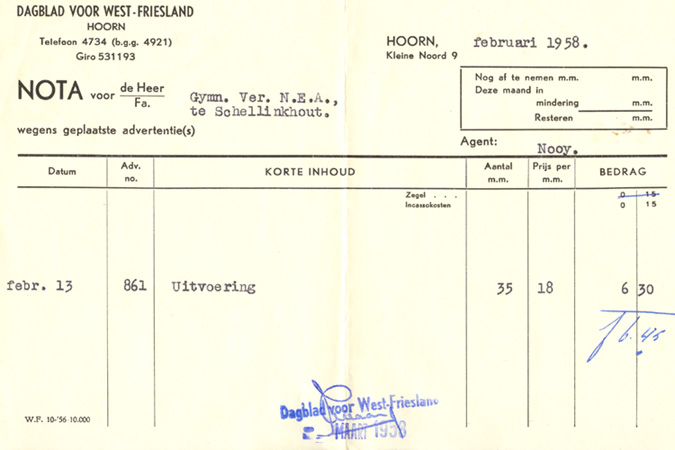 DAGBLAD VOOR WEST-FRIESLAND
HOORN
Telefoon 4734 (b.g.g. 4921)
Giro 531193
HOORN, februari 1958.
Kleine Noord 9
NOTA voor de Heer
Fa.
Gymn. Ver. N.E.A.,
te Schellinkhout.
wegens geplaatste advertentie(s)
Nog af te nemen m.m. m.m.
Deze maand in
mindering m.m.
Resteren m.m.
Agent: Nooy.
Datum Adv. no. KORTE INHOUD Aantal m.m. Prijs per m.m. BEDRAG
Zegel . . . 0 15
Incassokosten 0 15
febr. 13 861 Uitvoering 35 18 6 30
f 6.45
Dagblad voor West-Friesland
MAART 1958
W.F. 10-'56 10.000